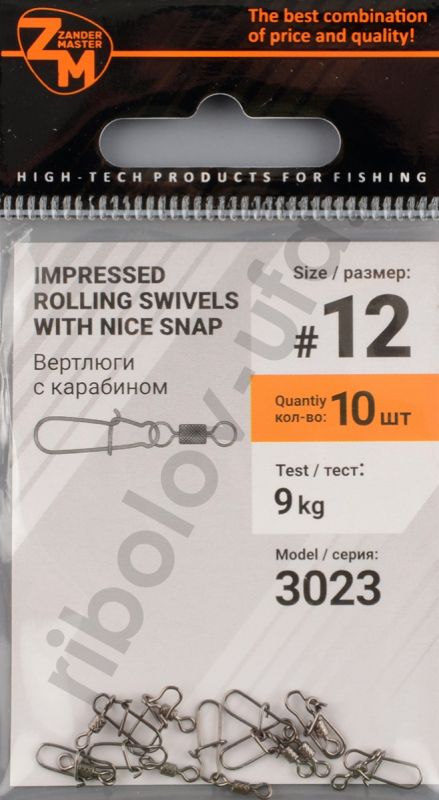 ZM ZANDER
MASTER
The best combination
of price and quality!
HIGH-TECH PRODUCTS FOR FISHING
IMPRESSED
ROLLING SWIVELS
WITH NICE SNAP
Вертлюги
с карабином
Size / размер:
#12
Quantiy
кол-во: 10 шт
Test / тест:
9 kg
Model / серия:
3023
ribolov-ufa.